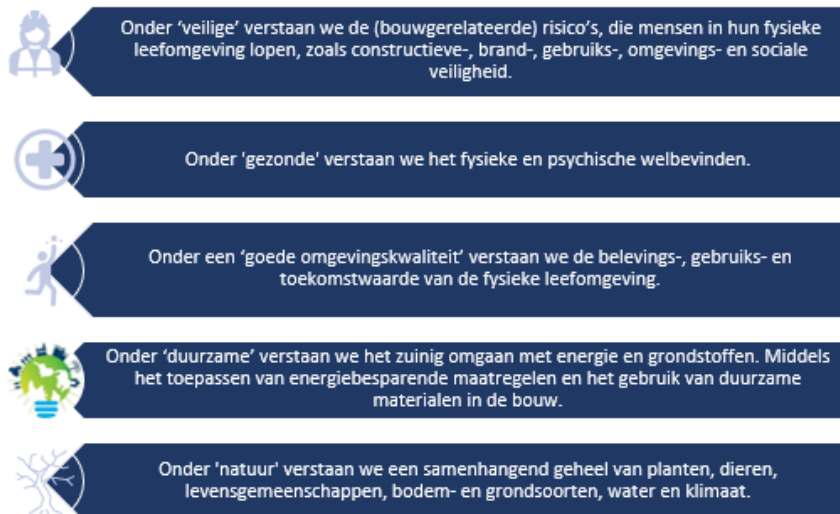 Onder ‘veilige’ verstaan we de (bouwgerelateerde) risico’s, die mensen in hun fysieke
leefomgeving lopen, zoals constructieve-, brand-, gebruiks-, omgevings- en sociale
veiligheid.
Onder 'gezonde' verstaan we het fysieke en psychische welbevinden.
Onder een ‘goede omgevingskwaliteit’ verstaan we de belevings-, gebruiks- en
toekomstwaarde van de fysieke leefomgeving.
Onder ‘duurzame’ verstaan we het zuinig omgaan met energie en grondstoffen. Middels
het toepassen van energiebesparende maatregelen en het gebruik van duurzame
materialen in de bouw.
Onder 'natuur' verstaan we een samenhangend geheel van planten, dieren,
levensgemeenschappen, bodem- en grondsoorten, water en klimaat.